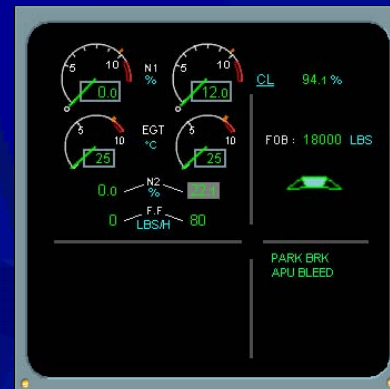 5 10 N1 % 5 10 CL 94.1 %
0.0 12.0
5 10 EGT °C 5 10 FOB : 18000 LBS
25 25
0.0 N2 % 22.1
0 F.F LBS/H 80
PARK BRK
APU BLEED